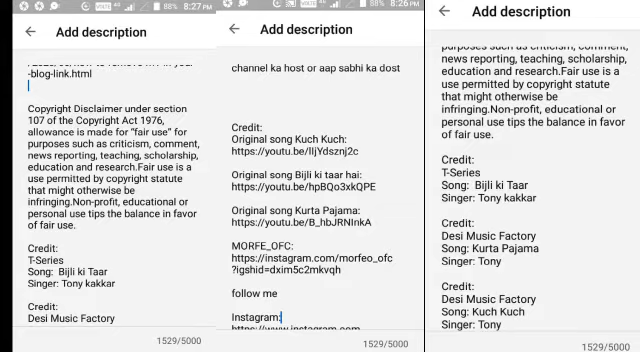 88% 8:27 PM
← Add description
-blog-link.html
Copyright Disclaimer under section
107 of the Copyright Act 1976,
allowance is made for "fair use" for
purposes such as criticism, comment,
news reporting, teaching, scholarship,
education and research.Fair use is a
use permitted by copyright statute
that might otherwise be
infringing.Non-profit, educational or
personal use tips the balance in favor
of fair use.
Credit:
T-Series
Song:  Bijli ki Taar
Singer: Tony kakkar
Credit:
Desi Music Factory
1529/5000
88% 8:26 PM
← Add description
channel ka host or aap sabhi ka dost
Credit:
Original song Kuch Kuch:
https://youtu.be/lIjYdsznj2c
Original song Bijli ki taar hai:
https://youtu.be/hpBQo3xkQPE
Original song Kurta Pajama:
https://youtu.be/B_hbJRNInkA
MORFE_OFC:
https://instagram.com/morfeo_ofc
?igshid=dxim5c2mkvqh
follow me
Instagram:
https://www.instagram.com
1529/5000
← Add description
purposes such as criticism, comment,
news reporting, teaching, scholarship,
education and research.Fair use is a
use permitted by copyright statute
that might otherwise be
infringing.Non-profit, educational or
personal use tips the balance in favor
of fair use.
Credit:
T-Series
Song:  Bijli ki Taar
Singer: Tony kakkar
Credit:
Desi Music Factory
Song: Kurta Pajama
Singer: Tony
Credit:
Desi Music Factory
Song: Kuch Kuch
Singer: Tony
1529/5000